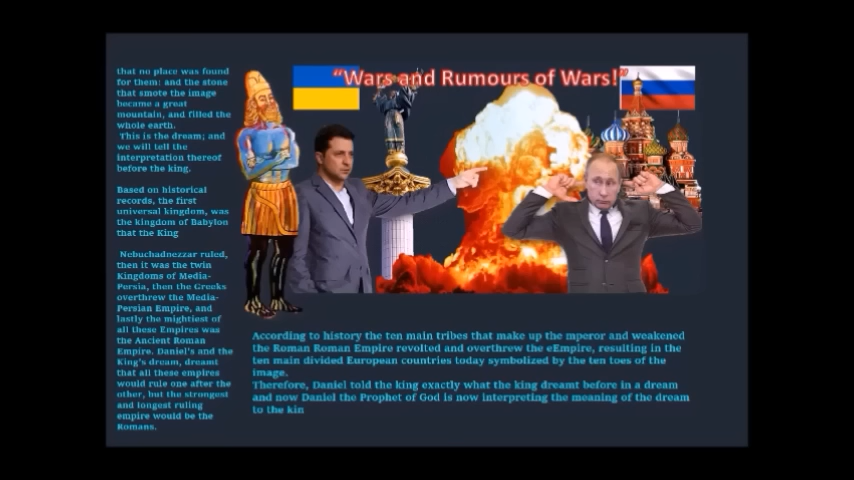 "Wars and Rumours of Wars!"
that no place was found
for them: and the stone
that smote the image
became a great
mountain, and filled the
whole earth.
This is the dream; and
we will tell the
interpretation thereof
before the king.
Based on historical
records, the first
universal kingdom, was
the kingdom of Babylon
that the King
Nebuchadnezzar ruled,
then it was the twin
Kingdoms of Media-
Persia, then the Greeks
overthrew the Media-
Persian Empire, and
lastly the mightiest of
all these Empires was
the Ancient Roman
Empire. Daniel's and the
King's dream, dreamt
that all these empires
would rule one after the
other, but the strongest
and longest ruling
empire would be the
Romans.
According to history the ten main tribes that make up the mperor and weakened
the Roman Roman Empire revolted and overthrew the eEmpire, resulting in the
ten main divided European countries today symbolized by the ten toes of the
image.
Therefore, Daniel told the king exactly what the king dreamt before in a dream
and now Daniel the Prophet of God is now interpreting the meaning of the dream
to the kin